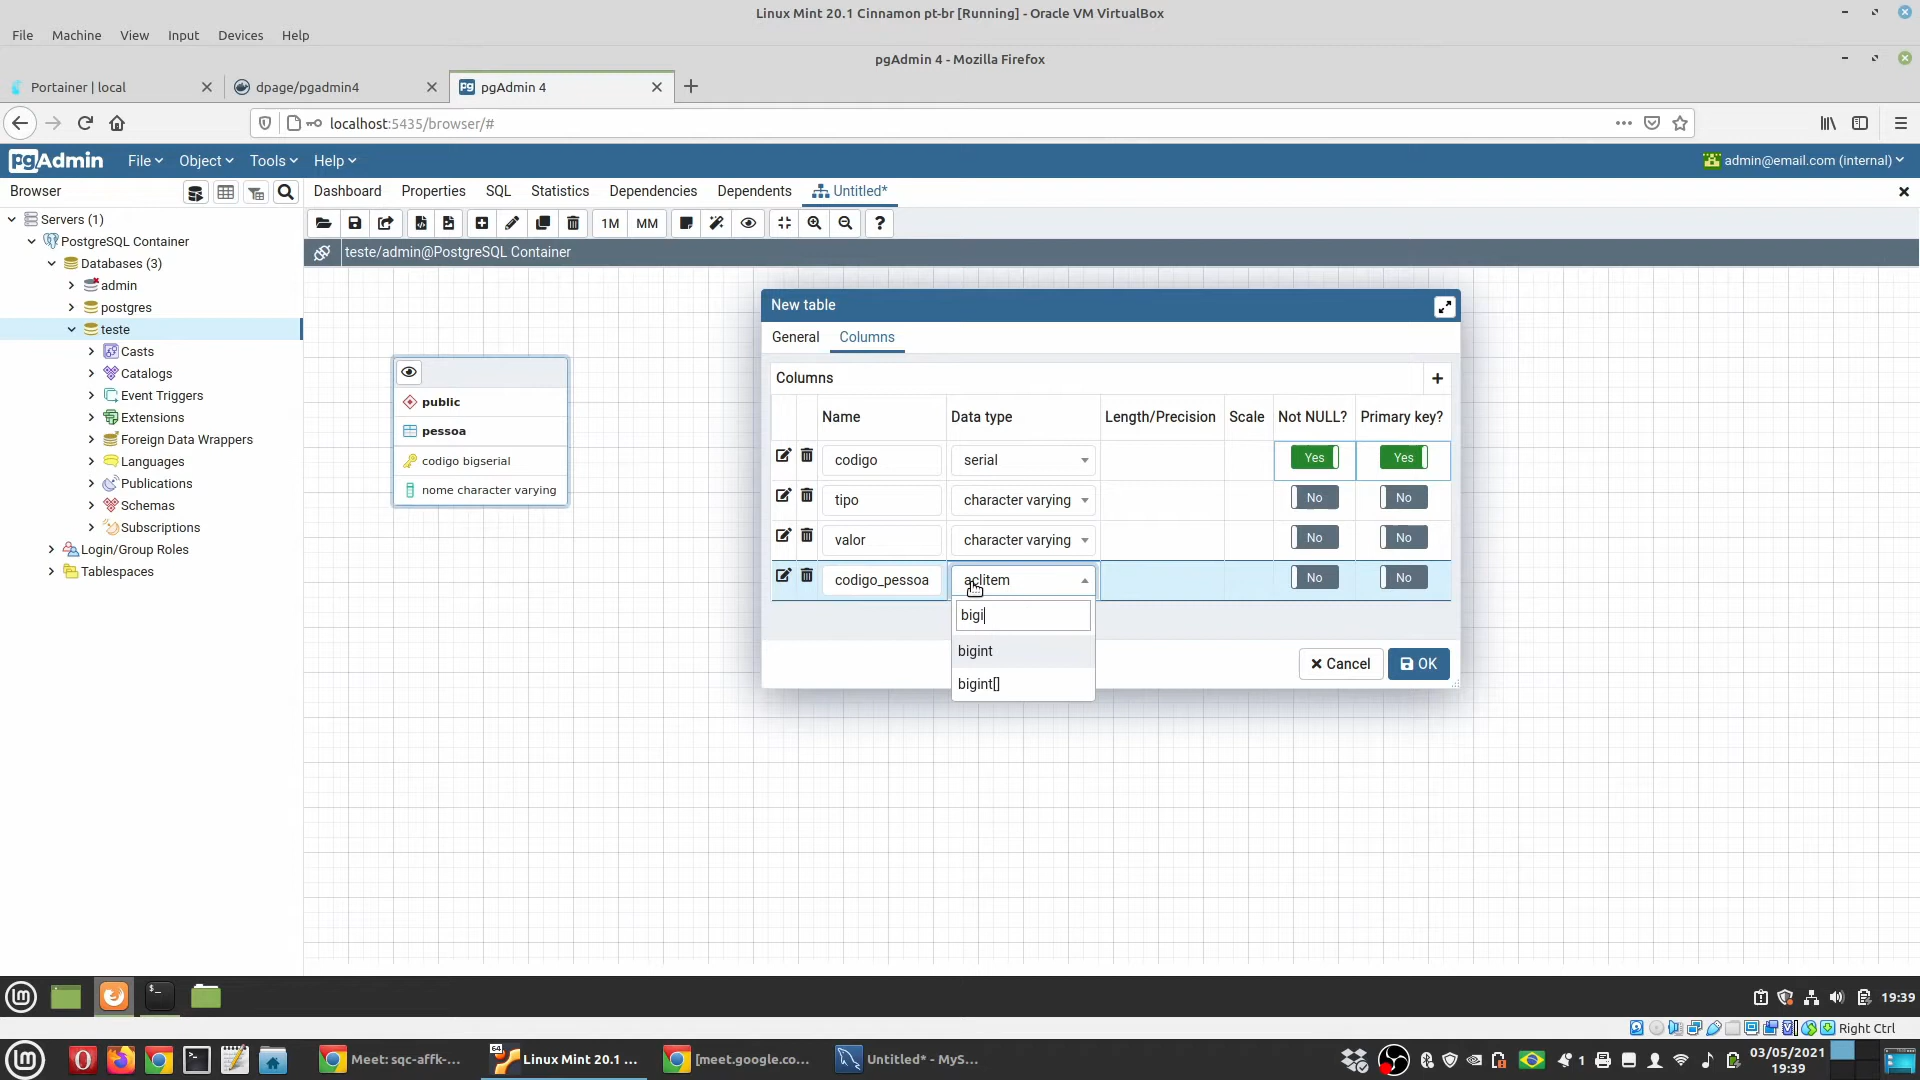 Linux Mint 20.1 Cinnamon pt-br [Running] - Oracle VM VirtualBox
File Machine View Input Devices Help
pgAdmin 4 - Mozilla Firefox
Portainer | local
dpage/pgadmin4
pgAdmin 4
localhost:5435/browser/#
pgAdmin File Object Tools Help
admin@email.com (internal)
Browser
Dashboard Properties SQL Statistics Dependencies Dependents Untitled*
1M MM ?
teste/admin@PostgreSQL Container
Servers (1)
PostgreSQL Container
Databases (3)
admin
postgres
teste
Casts
Catalogs
Event Triggers
Extensions
Foreign Data Wrappers
Languages
Publications
Schemas
Subscriptions
Login/Group Roles
Tablespaces
public
pessoa
codigo bigserial
nome character varying
New table
General Columns
Columns
Name Data type Length/Precision Scale Not NULL? Primary key?
codigo serial Yes Yes
tipo character varying No No
valor character varying No No
codigo_pessoa aclitem No No
bigi
bigint
bigint[]
Cancel OK
19:39
Right Ctrl
Meet: sqc-affk-...
Linux Mint 20.1 ...
[meet.google.co...
Untitled* - MyS...
1
03/05/2021
19:39